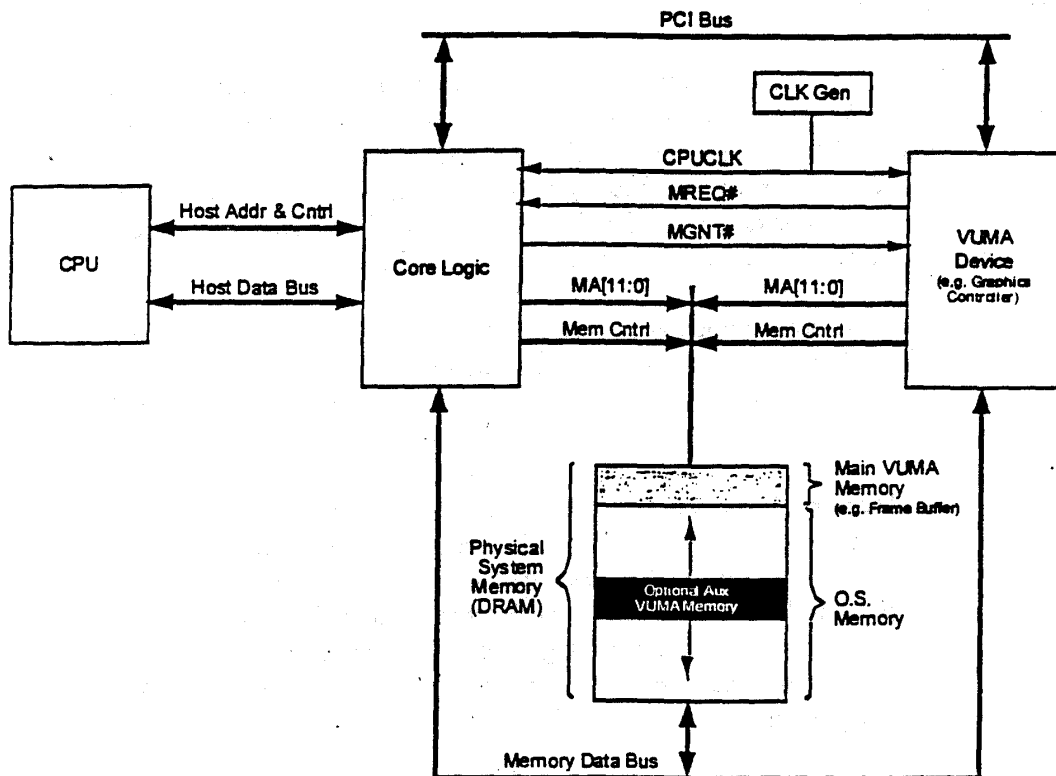 PCI Bus
CLK Gen
CPUCLK
MREQ#
MGNT#
Host Addr & Cntrl
Host Data Bus
CPU
Core Logic
VUMA
Device
(e.g. Graphics
Controller)
MA[11:0]
MA[11:0]
Mem Cntrl
Mem Cntrl
Main VUMA
Memory
(e.g. Frame Buffer)
Physical
System
Memory
(DRAM)
Optional Aux
VUMA Memory
O.S.
Memory
Memory Data Bus